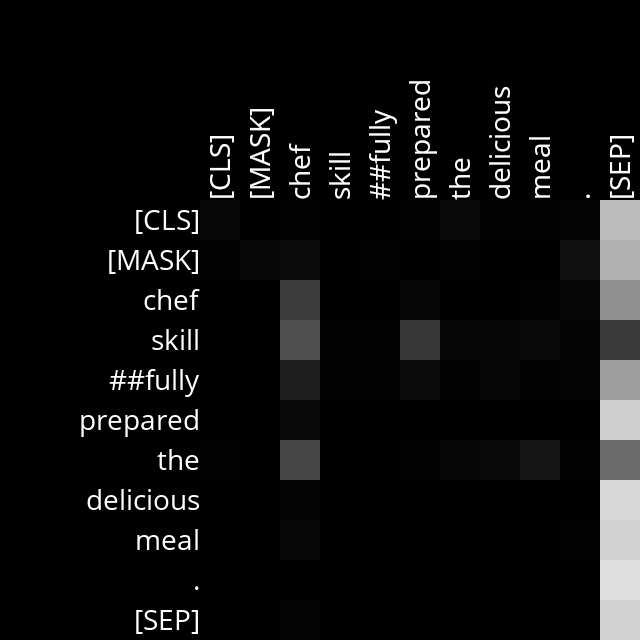 [CLS] [MASK] chef skill ##fully prepared the delicious meal . [SEP]
[CLS]
[MASK]
chef
skill
##fully
prepared
the
delicious
meal
.
[SEP]